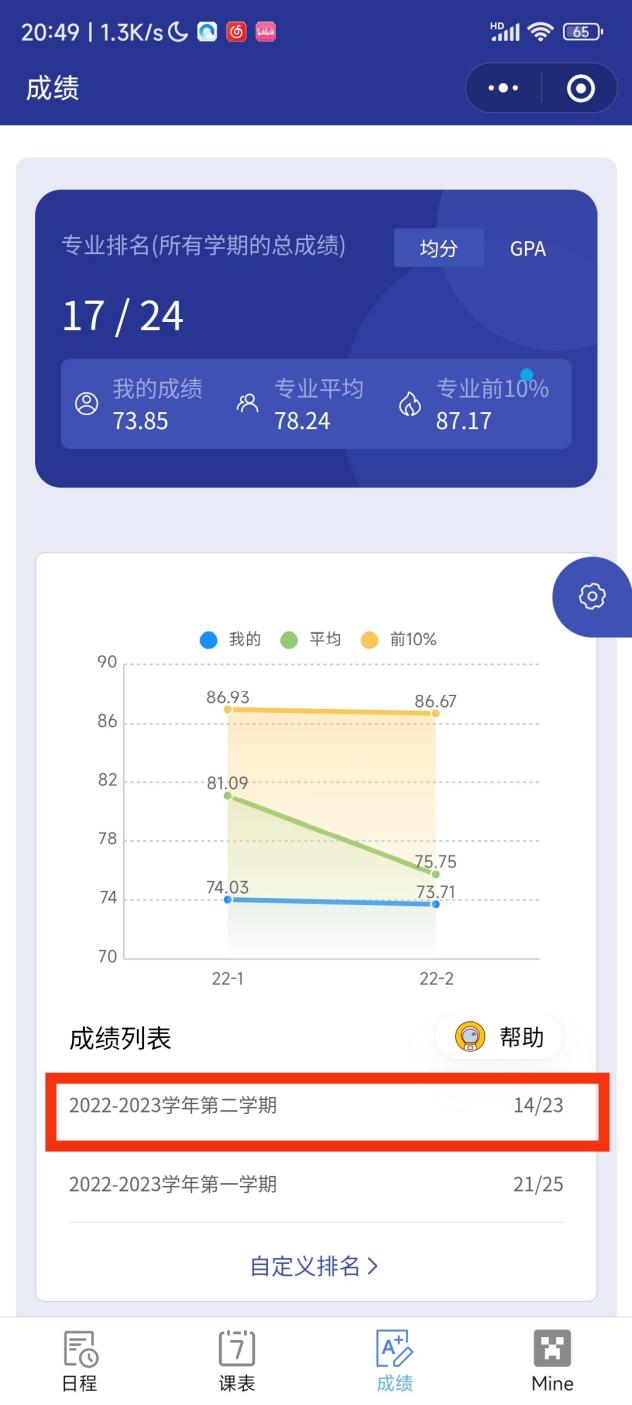 20:49 | 1.3K/s
HD
65
成绩
专业排名(所有学期的总成绩)
均分
GPA
17 / 24
我的成绩
专业平均
专业前10%
73.85
78.24
87.17
我的
平均
前10%
90
86.93
86.67
86
82
81.09
78
75.75
74.03
73.71
74
70
22-1
22-2
成绩列表
帮助
2022-2023学年第二学期
14/23
2022-2023学年第一学期
21/25
自定义排名
7
A+
日程
课表
成绩
Mine